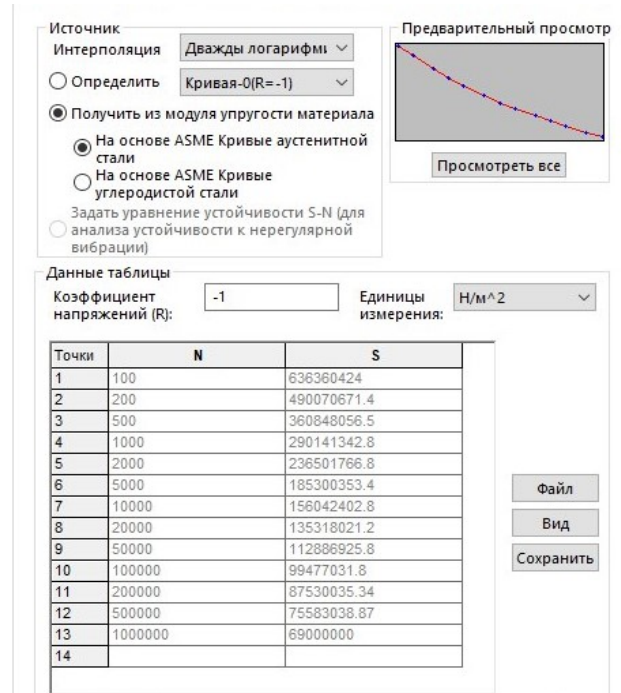 Источник
Интерполяция Дважды логарифми
Определить Кривая-0(R=-1)
Получить из модуля упругости материала
На основе ASME Кривые аустенитной
стали
На основе ASME Кривые
углеродистой стали
Задать уравнение устойчивости S-N (для
анализа устойчивости к нерегулярной
вибрации)
Предварительный просмотр
Просмотреть все
Данные таблицы
Коэффициент
напряжений (R):
-1
Единицы
измерения:
Н/м^2
Точки N S
1 100 636360424
2 200 490070671.4
3 500 360848056.5
4 1000 290141342.8
5 2000 236501766.8
6 5000 185300353.4
7 10000 156042402.8
8 20000 135318021.2
9 50000 112886925.8
10 100000 99477031.8
11 200000 87530035.34
12 500000 75583038.87
13 1000000 69000000
14
Файл
Вид
Сохранить